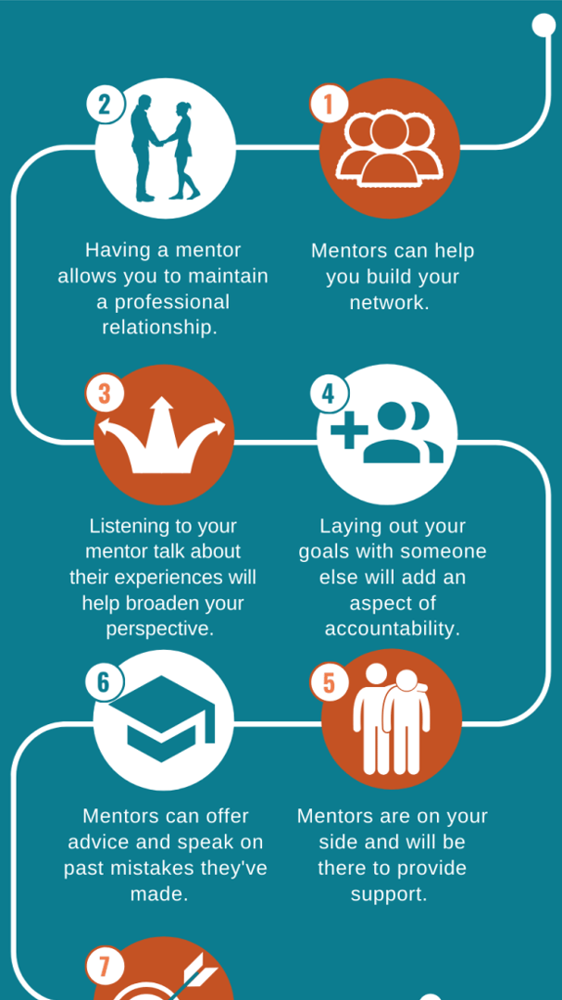 1
Mentors can help
you build your
network.
2
Having a mentor
allows you to maintain
a professional
relationship.
3
Listening to your
mentor talk about
their experiences will
help broaden your
perspective.
4
Laying out your
goals with someone
else will add an
aspect of
accountability.
5
Mentors are on your
side and will be
there to provide
support.
6
Mentors can offer
advice and speak on
past mistakes they've
made.
7